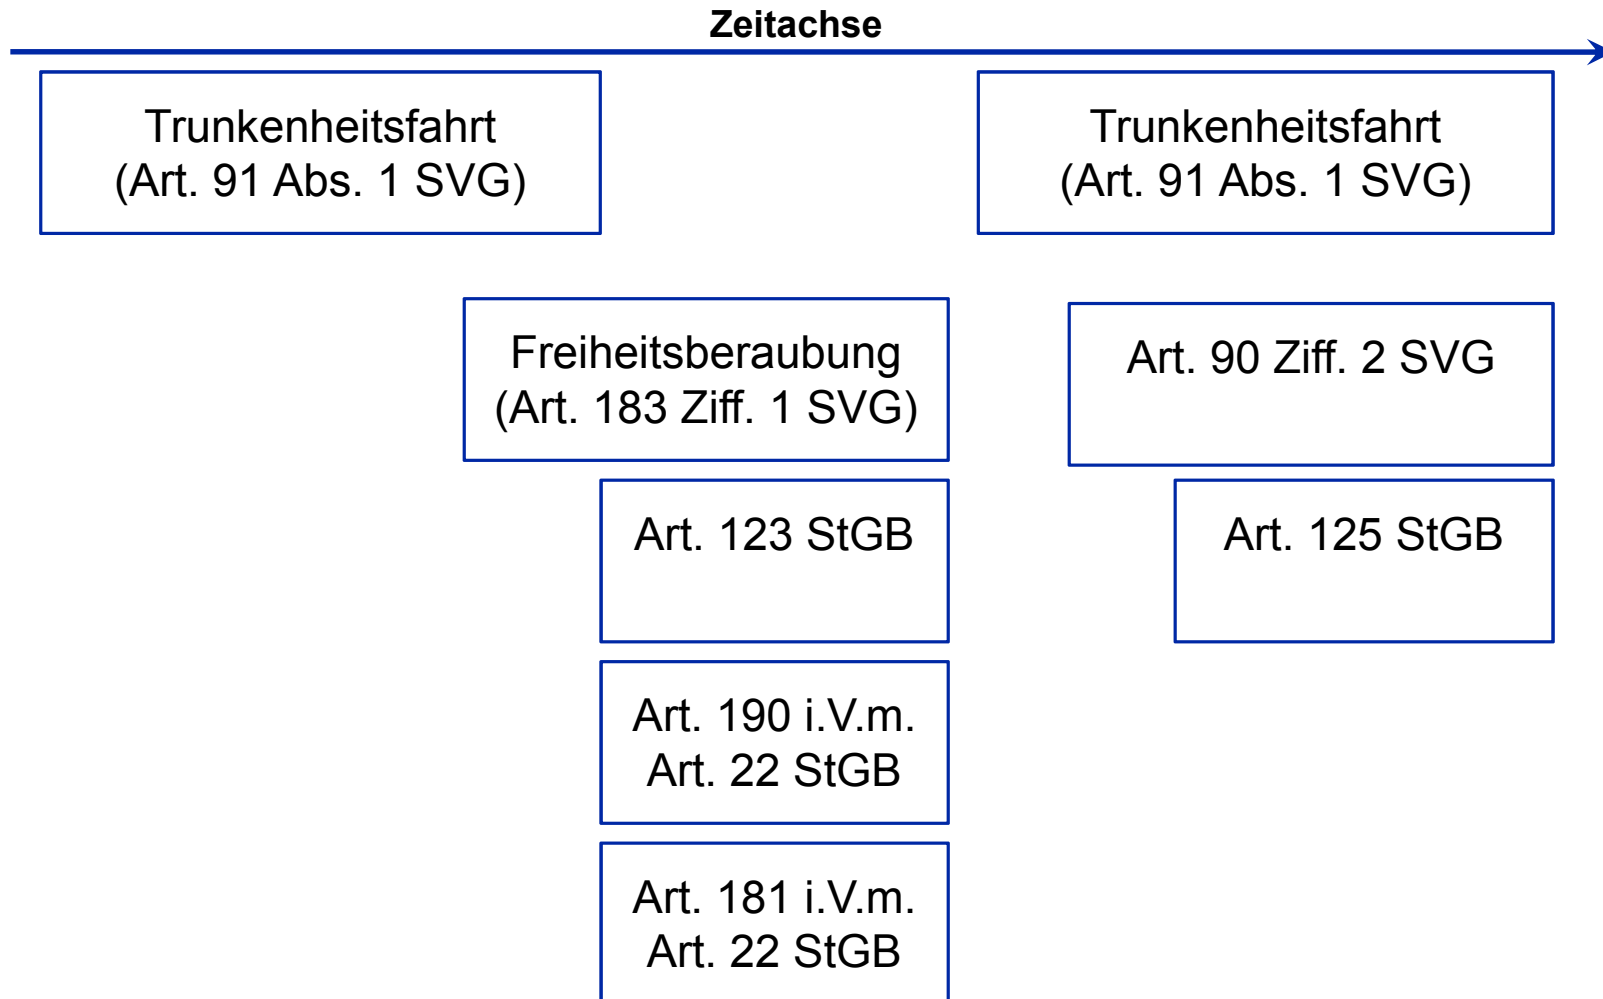 Zeitachse
Trunkenheitsfahrt
(Art. 91 Abs. 1 SVG)
Trunkenheitsfahrt
(Art. 91 Abs. 1 SVG)
Freiheitsberaubung
(Art. 183 Ziff. 1 SVG)
Art. 90 Ziff. 2 SVG
Art. 123 StGB
Art. 125 StGB
Art. 190 i.V.m.
Art. 22 StGB
Art. 181 i.V.m.
Art. 22 StGB